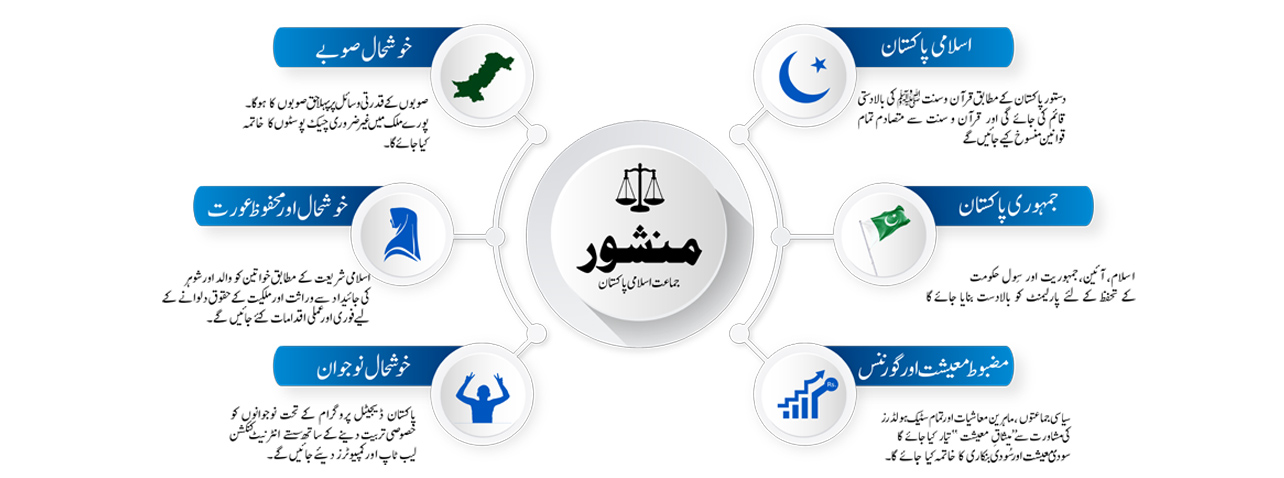 اسلامی پاکستان
دستور پاکستان کے مطابق قرآن و سنت ﷺ کی بالادستی
قائم کی جائے گی اور قرآن و سنت سے متصادم تمام
قوانین منسوخ کیے جائیں گے
جمہوری پاکستان
اسلام، آئین، جمہوریت اور سول حکومت
کے تحفظ کے لئے پارلیمنٹ کو بالادست بنایا جائے گا
مضبوط معیشت اور گورننس
Rs.
سیاسی جماعتوں، ماہرین معاشیات اور تمام سٹیک ہولڈرز
کی مشاورت سے "میثاقِ معیشت" تیار کیا جائے گا
سودی معیشت اور سُودی بنکاری کا خاتمہ کیا جائے گا۔
منشور
جماعت اسلامی پاکستان
خوشحال صوبے
صوبوں کے قدرتی وسائل پر پہلا حق صوبوں کا ہوگا۔
پورے ملک میں غیر ضروری چیک پوسٹوں کا خاتمہ
کیا جائے گا۔
خوشحال اور محفوظ عورت
اسلامی شریعت کے مطابق خواتین کو والد اور شوہر
کی جائیداد سے وراثت اور ملکیت کے حقوق دلوانے کے
لیے فوری اور عملی اقدامات کئے جائیں گے۔
خوشحال نوجوان
پاکستان ڈیجیٹل پروگرام کے تحت نوجوانوں کو
خصوصی تربیت دینے کے ساتھ سستے انٹرنیٹ کنکشن
لیپ ٹاپ اور کمپیوٹرز دیئے جائیں گے۔